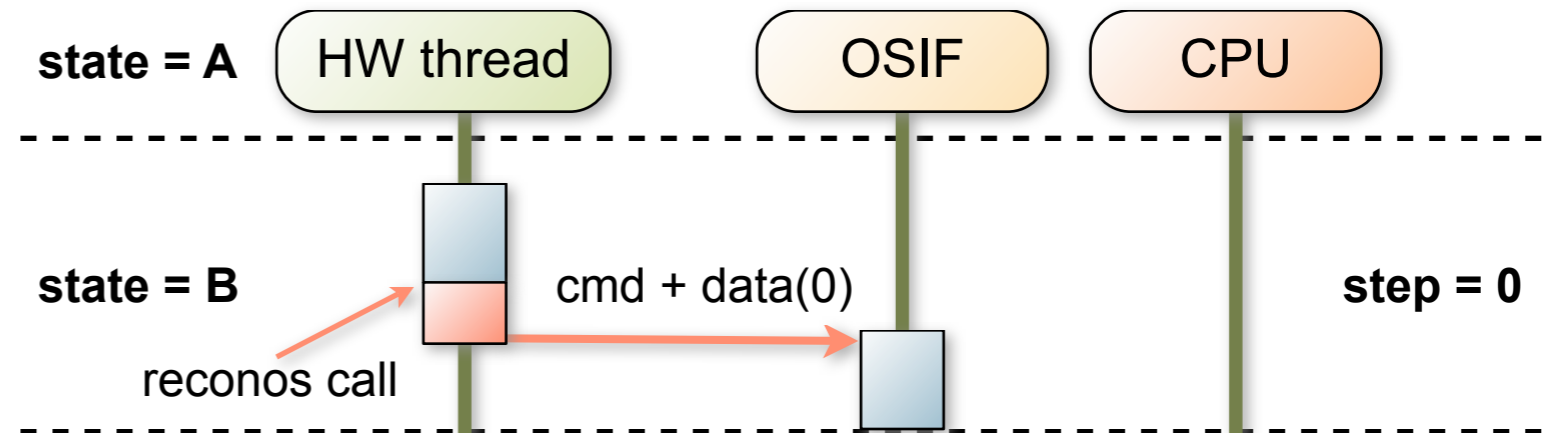 state = A
HW thread
OSIF
CPU
state = B
cmd + data(0)
step = 0
reconos call